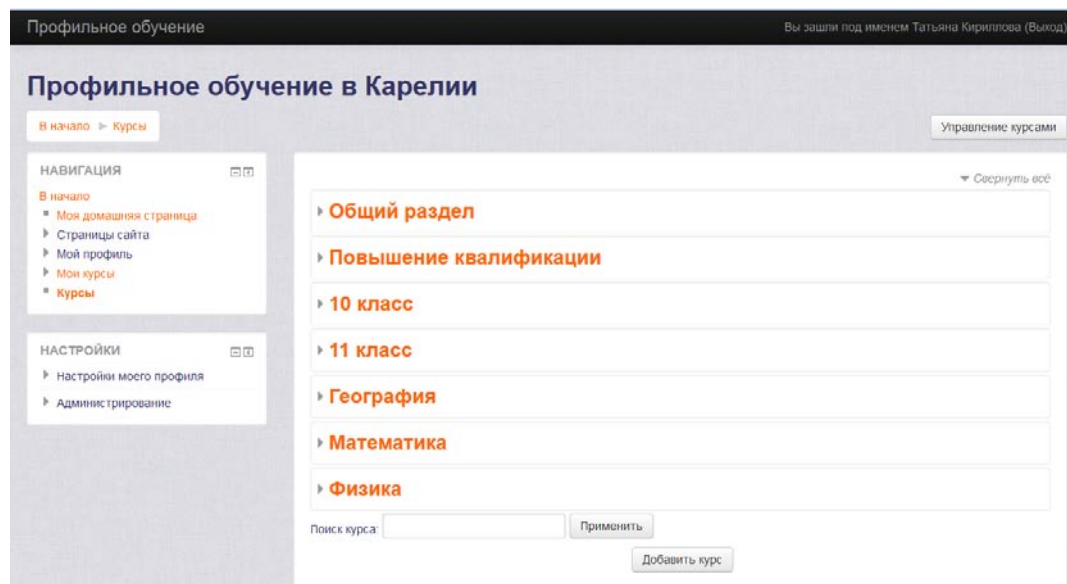 Профильное обучение
Вы зашли под именем Татьяна Кириллова (Выход)
Профильное обучение в Карелии
В начало ► Курсы
Управление курсами
НАВИГАЦИЯ
В начало
Моя домашняя страница
Страницы сайта
Мой профиль
Мои курсы
Курсы
НАСТРОЙКИ
Настройки моего профиля
Администрирование
Свернуть всё
Общий раздел
Повышение квалификации
10 класс
11 класс
География
Математика
Физика
Поиск курса:
Применить
Добавить курс